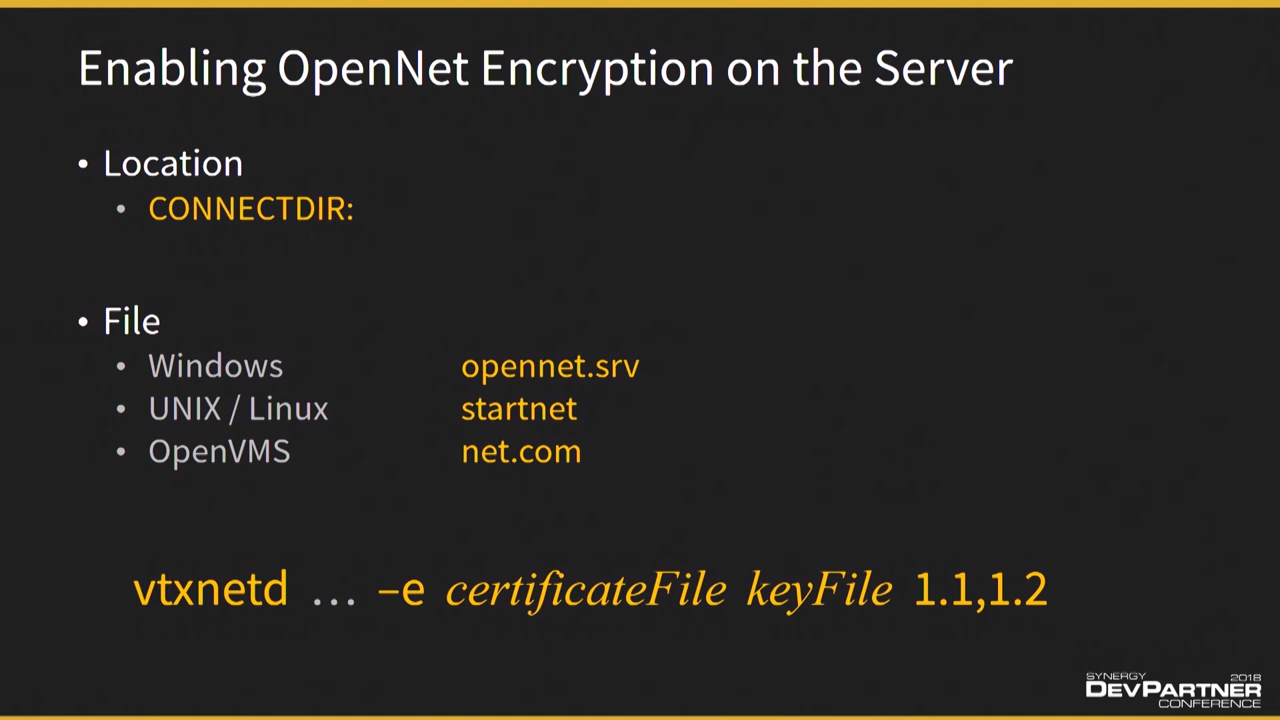 Enabling OpenNet Encryption on the Server
• Location
• CONNECTDIR:
• File
• Windows opennet.srv
• UNIX / Linux startnet
• OpenVMS net.com
vtxnetd … –e certificateFile keyFile 1.1,1.2
SYNERGY 2018
DEVPARTNER
CONFERENCE